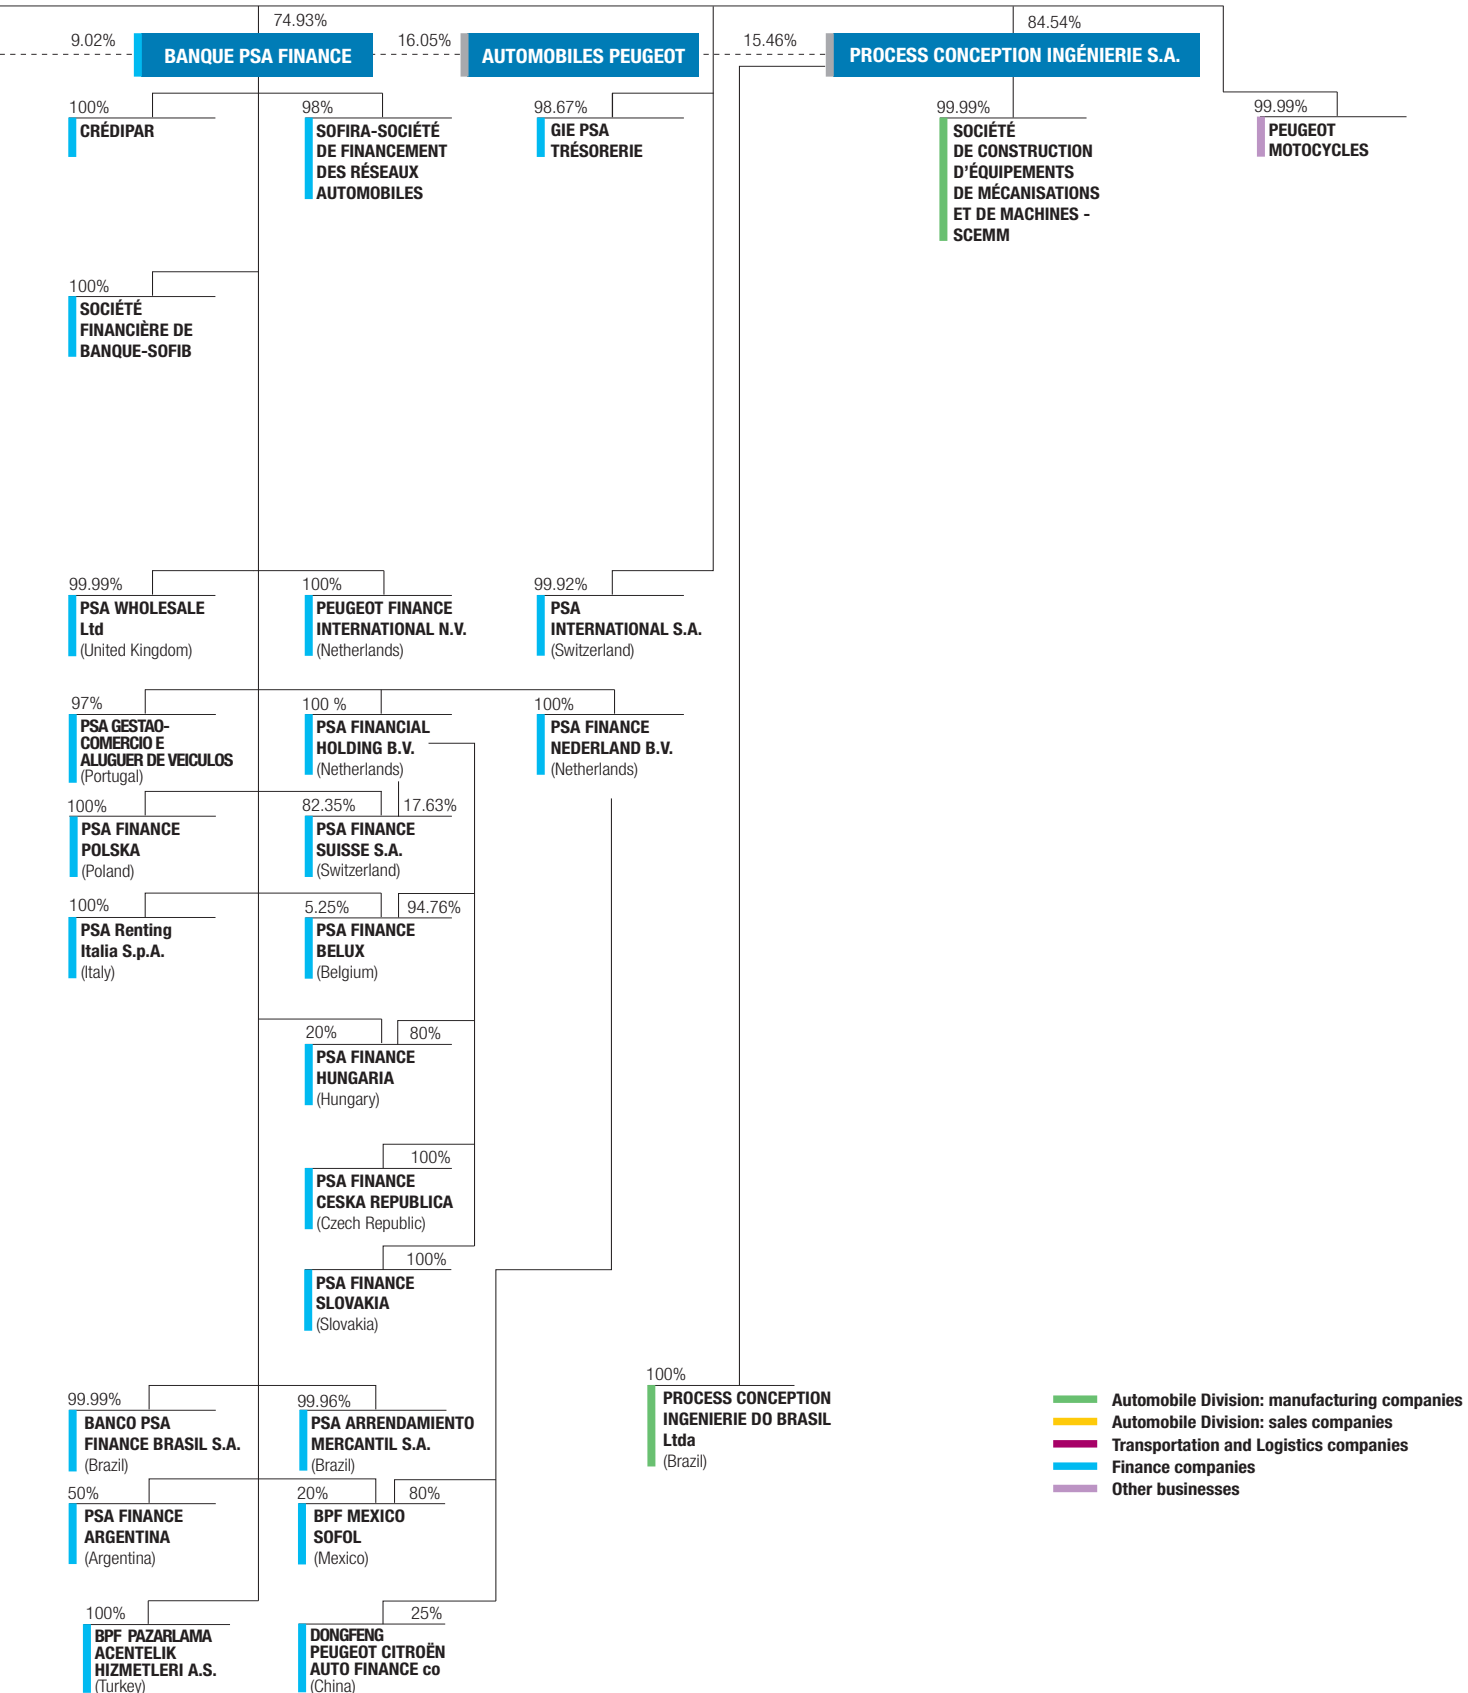 74.93%
84.54%
9.02%
BANQUE PSA FINANCE
16.05%
AUTOMOBILES PEUGEOT
15.46%
PROCESS CONCEPTION INGÉNIERIE S.A.
100%
CRÉDIPAR
98%
SOFIRA-SOCIÉTÉ
DE FINANCEMENT
DES RÉSEAUX
AUTOMOBILES
98.67%
GIE PSA
TRÉSORERIE
99.99%
SOCIÉTÉ
DE CONSTRUCTION
D'ÉQUIPEMENTS
DE MÉCANISATIONS
ET DE MACHINES -
SCEMM
99.99%
PEUGEOT
MOTOCYCLES
100%
SOCIÉTÉ
FINANCIÈRE DE
BANQUE-SOFIB
99.99%
PSA WHOLESALE
Ltd
(United Kingdom)
100%
PEUGEOT FINANCE
INTERNATIONAL N.V.
(Netherlands)
99.92%
PSA
INTERNATIONAL S.A.
(Switzerland)
97%
PSA GESTAO-
COMERCIO E
ALUGUER DE VEICULOS
(Portugal)
100 %
PSA FINANCIAL
HOLDING B.V.
(Netherlands)
100%
PSA FINANCE
NEDERLAND B.V.
(Netherlands)
100%
PSA FINANCE
POLSKA
(Poland)
82.35%
17.63%
PSA FINANCE
SUISSE S.A.
(Switzerland)
100%
PSA Renting
Italia S.p.A.
(Italy)
5.25%
94.76%
PSA FINANCE
BELUX
(Belgium)
20%
80%
PSA FINANCE
HUNGARIA
(Hungary)
100%
PSA FINANCE
CESKA REPUBLICA
(Czech Republic)
100%
PSA FINANCE
SLOVAKIA
(Slovakia)
99.99%
BANCO PSA
FINANCE BRASIL S.A.
(Brazil)
99.96%
PSA ARRENDAMIENTO
MERCANTIL S.A.
(Brazil)
100%
PROCESS CONCEPTION
INGENIERIE DO BRASIL
Ltda
(Brazil)
50%
PSA FINANCE
ARGENTINA
(Argentina)
20%
80%
BPF MEXICO
SOFOL
(Mexico)
100%
BPF PAZARLAMA
ACENTELIK
HIZMETLERI A.S.
(Turkey)
25%
DONGFENG
PEUGEOT CITROËN
AUTO FINANCE co
(China)
Automobile Division: manufacturing companies
Automobile Division: sales companies
Transportation and Logistics companies
Finance companies
Other businesses